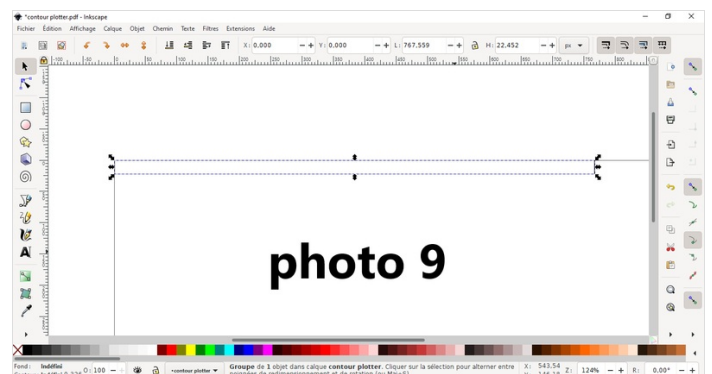 *contour plotter.pdf - Inkscape
Fichier Édition Affichage Calque Objet Chemin Texte Filtres Extensions Aide
X: 0.000 Y: 0.000 L: 767,559 H: 22.452 px
photo 9
Fond: Indéfini
O: 100
•contour plotter
Groupe de 1 objet dans calque contour plotter. Cliquer sur la sélection pour alterner entre
X: 543.54
Z: 124% R: 0.00°